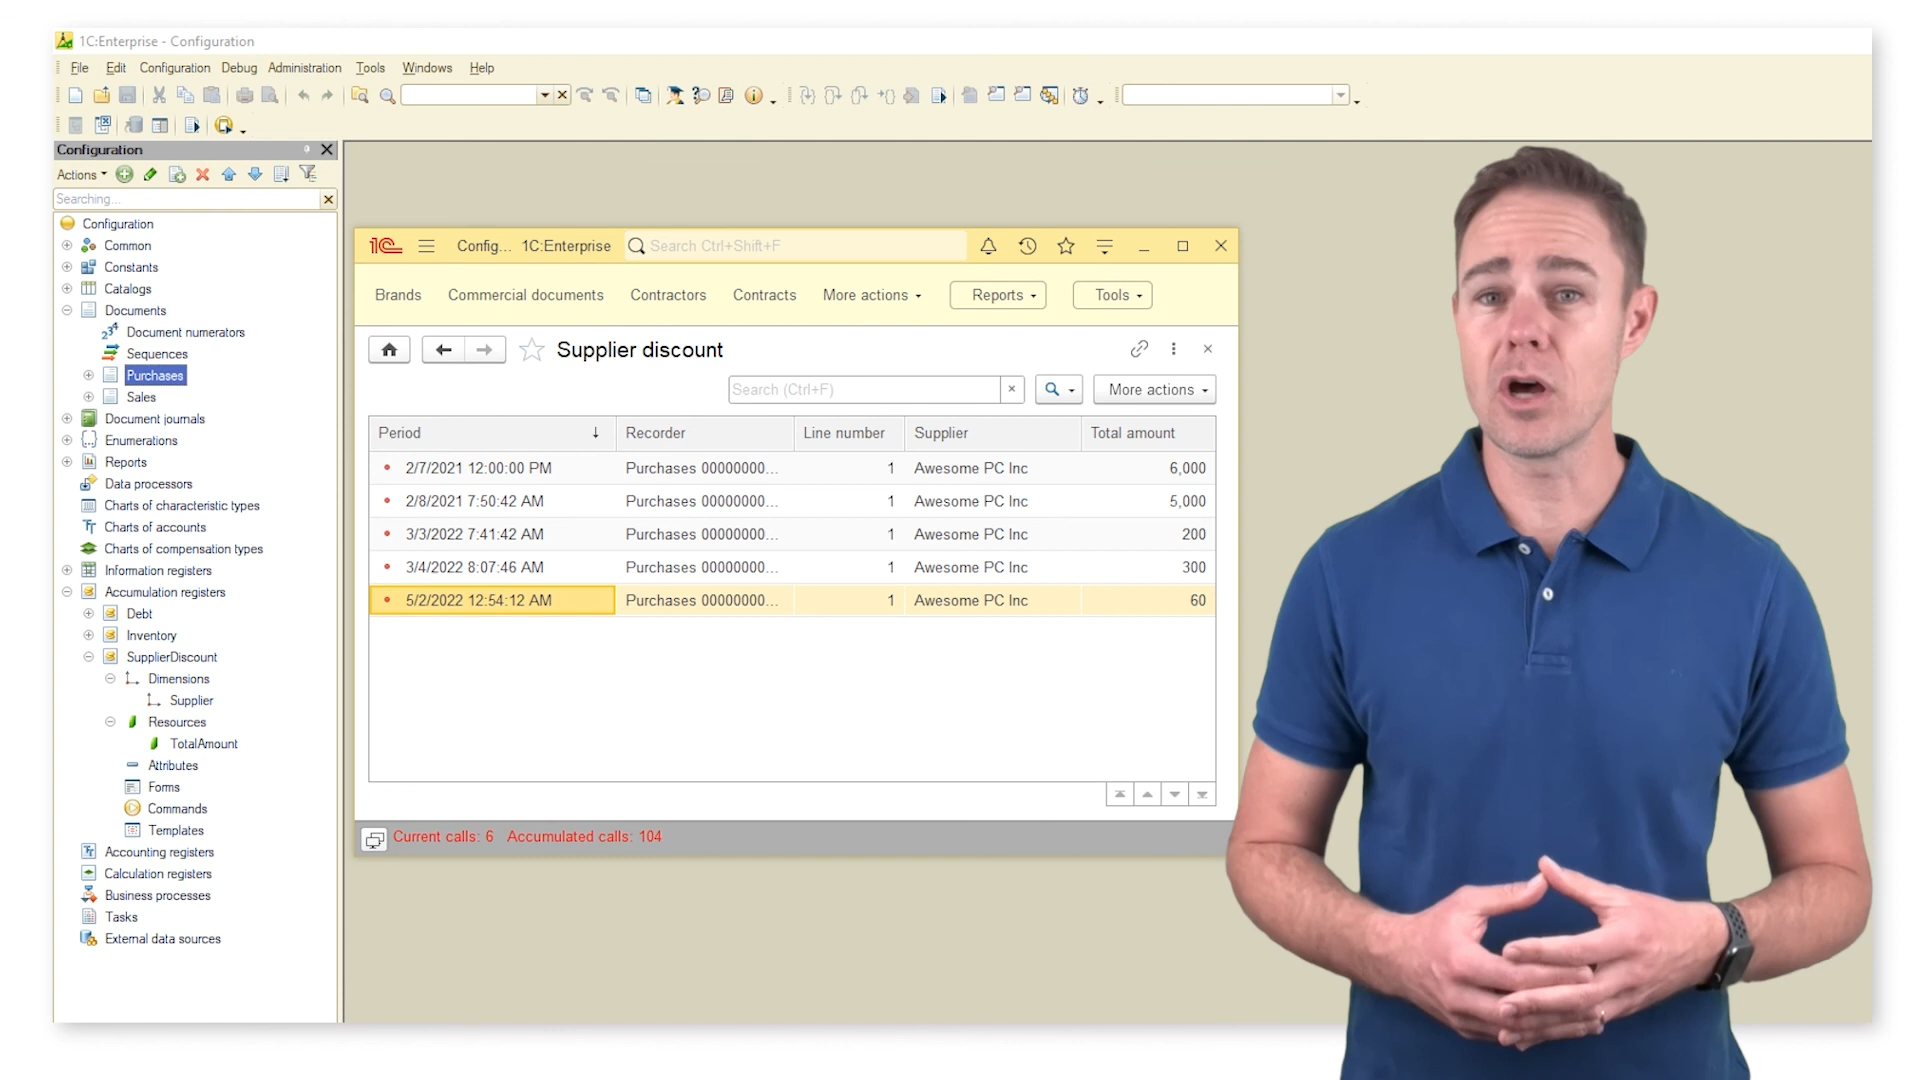 1C:Enterprise - Configuration
File Edit Configuration Debug Administration Tools Windows Help
Configuration
Actions
Searching...
Configuration
Common
Constants
Catalogs
Documents
Document numerators
Sequences
Purchases
Sales
Document journals
Enumerations
Reports
Data processors
Charts of characteristic types
Charts of accounts
Charts of compensation types
Information registers
Accumulation registers
Debt
Inventory
SupplierDiscount
Dimensions
Supplier
Resources
TotalAmount
Attributes
Forms
Commands
Templates
Accounting registers
Calculation registers
Business processes
Tasks
External data sources
1C Config... 1C:Enterprise Search Ctrl+Shift+F
Brands Commercial documents Contractors Contracts More actions Reports Tools
Supplier discount
Search (Ctrl+F) More actions
Period Recorder Line number Supplier Total amount
2/7/2021 12:00:00 PM Purchases 00000000... 1 Awesome PC Inc 6,000
2/8/2021 7:50:42 AM Purchases 00000000... 1 Awesome PC Inc 5,000
3/3/2022 7:41:42 AM Purchases 00000000... 1 Awesome PC Inc 200
3/4/2022 8:07:46 AM Purchases 00000000... 1 Awesome PC Inc 300
5/2/2022 12:54:12 AM Purchases 00000000... 1 Awesome PC Inc 60
Current calls: 6 Accumulated calls: 104